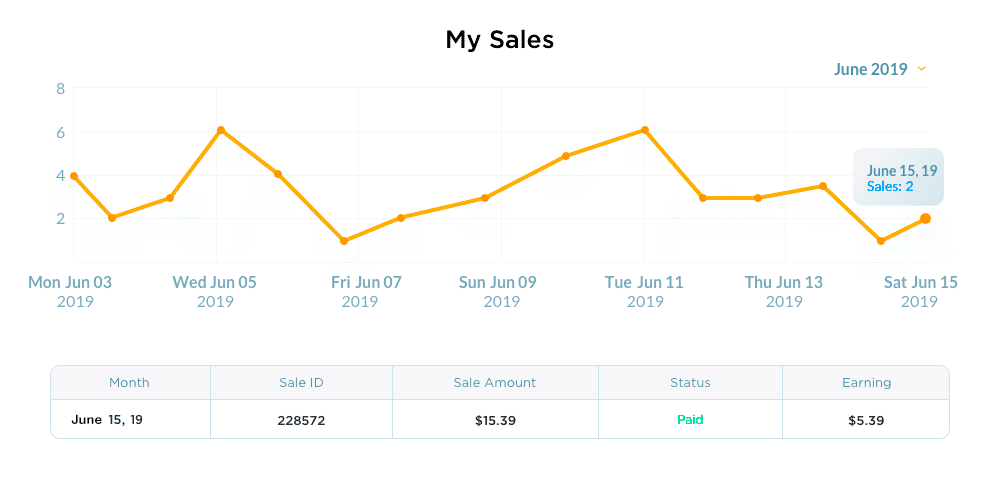 My Sales
June 2019
8
6
4
2
June 15, 19
Sales: 2
Mon Jun 03 Wed Jun 05 Fri Jun 07 Sun Jun 09 Tue Jun 11 Thu Jun 13 Sat Jun 15
2019 2019 2019 2019 2019 2019 2019
Month Sale ID Sale Amount Status Earning
June 15, 19 228572 $15.39 Paid $5.39